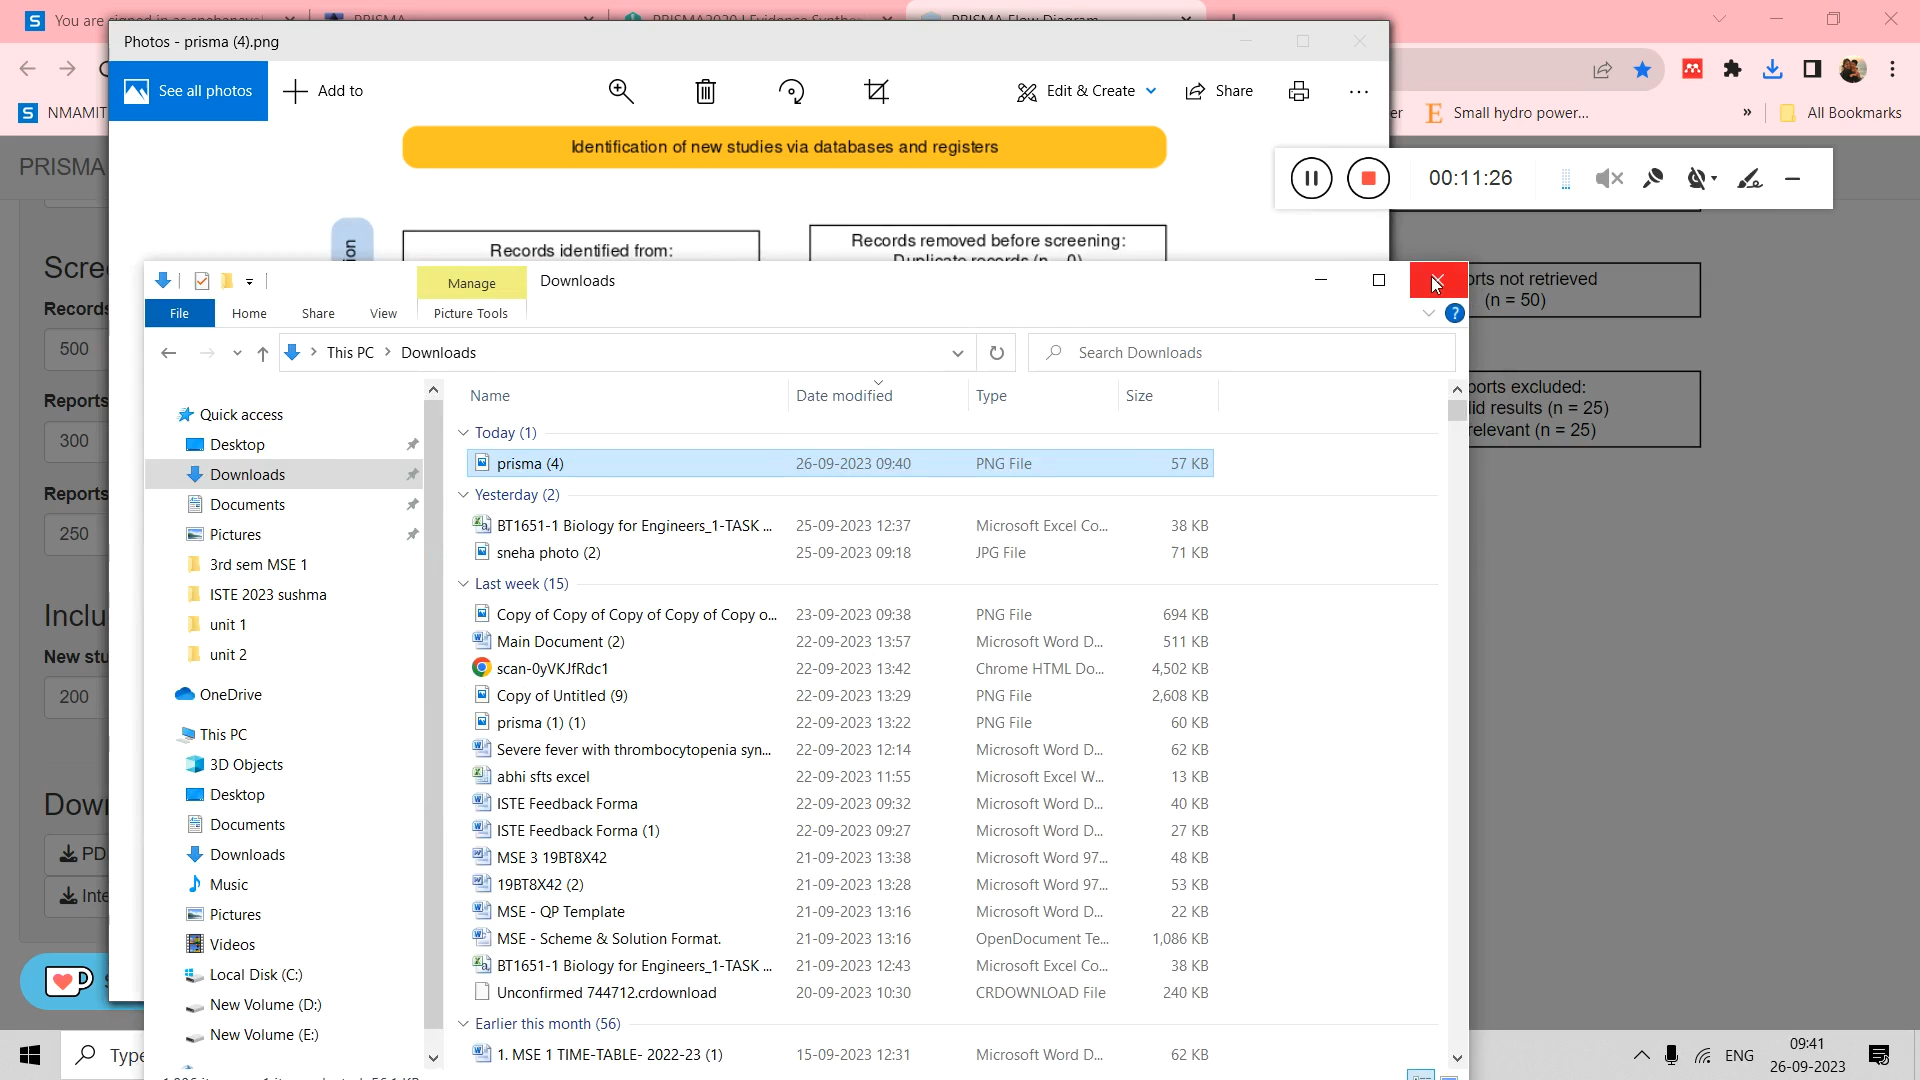 You are signed in as
PRISMA
PRISMA2020 | Evidence Synthe
PRISMA Flow Diagram
Photos - prisma (4).png
See all photos
Add to
Edit & Create
Share
NMAMIT
er
Small hydro power...
»
All Bookmarks
PRISMA
Identification of new studies via databases and registers
00:11:26
Records identified from:
Records removed before screening:
Duplicate records (n = 0)
Manage
Downloads
File
Home
Share
View
Picture Tools
This PC
Downloads
Search Downloads
Name
Date modified
Type
Size
Quick access
Desktop
Downloads
Documents
Pictures
3rd sem MSE 1
ISTE 2023 sushma
unit 1
unit 2
OneDrive
This PC
3D Objects
Desktop
Documents
Downloads
Music
Pictures
Videos
Local Disk (C:)
New Volume (D:)
New Volume (E:)
Today (1)
prisma (4) 26-09-2023 09:40 PNG File 57 KB
Yesterday (2)
BT1651-1 Biology for Engineers_1-TASK ... 25-09-2023 12:37 Microsoft Excel Co... 38 KB
sneha photo (2) 25-09-2023 09:18 JPG File 71 KB
Last week (15)
Copy of Copy of Copy of Copy of Copy o... 23-09-2023 09:38 PNG File 694 KB
Main Document (2) 22-09-2023 13:57 Microsoft Word D... 511 KB
scan-0yVKJfRdc1 22-09-2023 13:42 Chrome HTML Do... 4,502 KB
Copy of Untitled (9) 22-09-2023 13:29 PNG File 2,608 KB
prisma (1) (1) 22-09-2023 13:22 PNG File 60 KB
Severe fever with thrombocytopenia syn... 22-09-2023 12:14 Microsoft Word D... 62 KB
abhi sfts excel 22-09-2023 11:55 Microsoft Excel W... 13 KB
ISTE Feedback Forma 22-09-2023 09:32 Microsoft Word D... 40 KB
ISTE Feedback Forma (1) 22-09-2023 09:27 Microsoft Word D... 27 KB
MSE 3 19BT8X42 21-09-2023 13:38 Microsoft Word 97... 48 KB
19BT8X42 (2) 21-09-2023 13:28 Microsoft Word 97... 53 KB
MSE - QP Template 21-09-2023 13:16 Microsoft Word D... 22 KB
MSE - Scheme & Solution Format. 21-09-2023 13:16 OpenDocument Te... 1,086 KB
BT1651-1 Biology for Engineers_1-TASK ... 21-09-2023 12:43 Microsoft Excel Co... 38 KB
Unconfirmed 744712.crdownload 20-09-2023 10:30 CRDOWNLOAD File 240 KB
Earlier this month (56)
1. MSE 1 TIME-TABLE- 2022-23 (1) 15-09-2023 12:31 Microsoft Word D... 62 KB
Scre
Records
500
Reports
300
Reports
250
Inclu
New stu
200
Down
PD
Inte
orts not retrieved
(n = 50)
orts excluded:
lid results (n = 25)
relevant (n = 25)
Type
ENG
09:41
26-09-2023